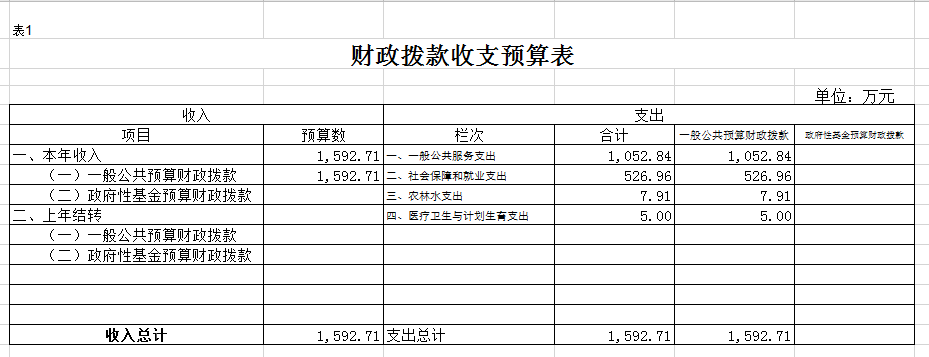 表1
财政拨款收支预算表
单位：万元
收入 支出
项目 预算数 栏次 合计 一般公共预算财政拨款 政府性基金预算财政拨款
一、本年收入 1,592.71 一、一般公共服务支出 1,052.84 1,052.84
（一）一般公共预算财政拨款 1,592.71 二、社会保障和就业支出 526.96 526.96
（二）政府性基金预算财政拨款 三、农林水支出 7.91 7.91
二、上年结转 四、医疗卫生与计划生育支出 5.00 5.00
（一）一般公共预算财政拨款
（二）政府性基金预算财政拨款
收入总计 1,592.71 支出总计 1,592.71 1,592.71